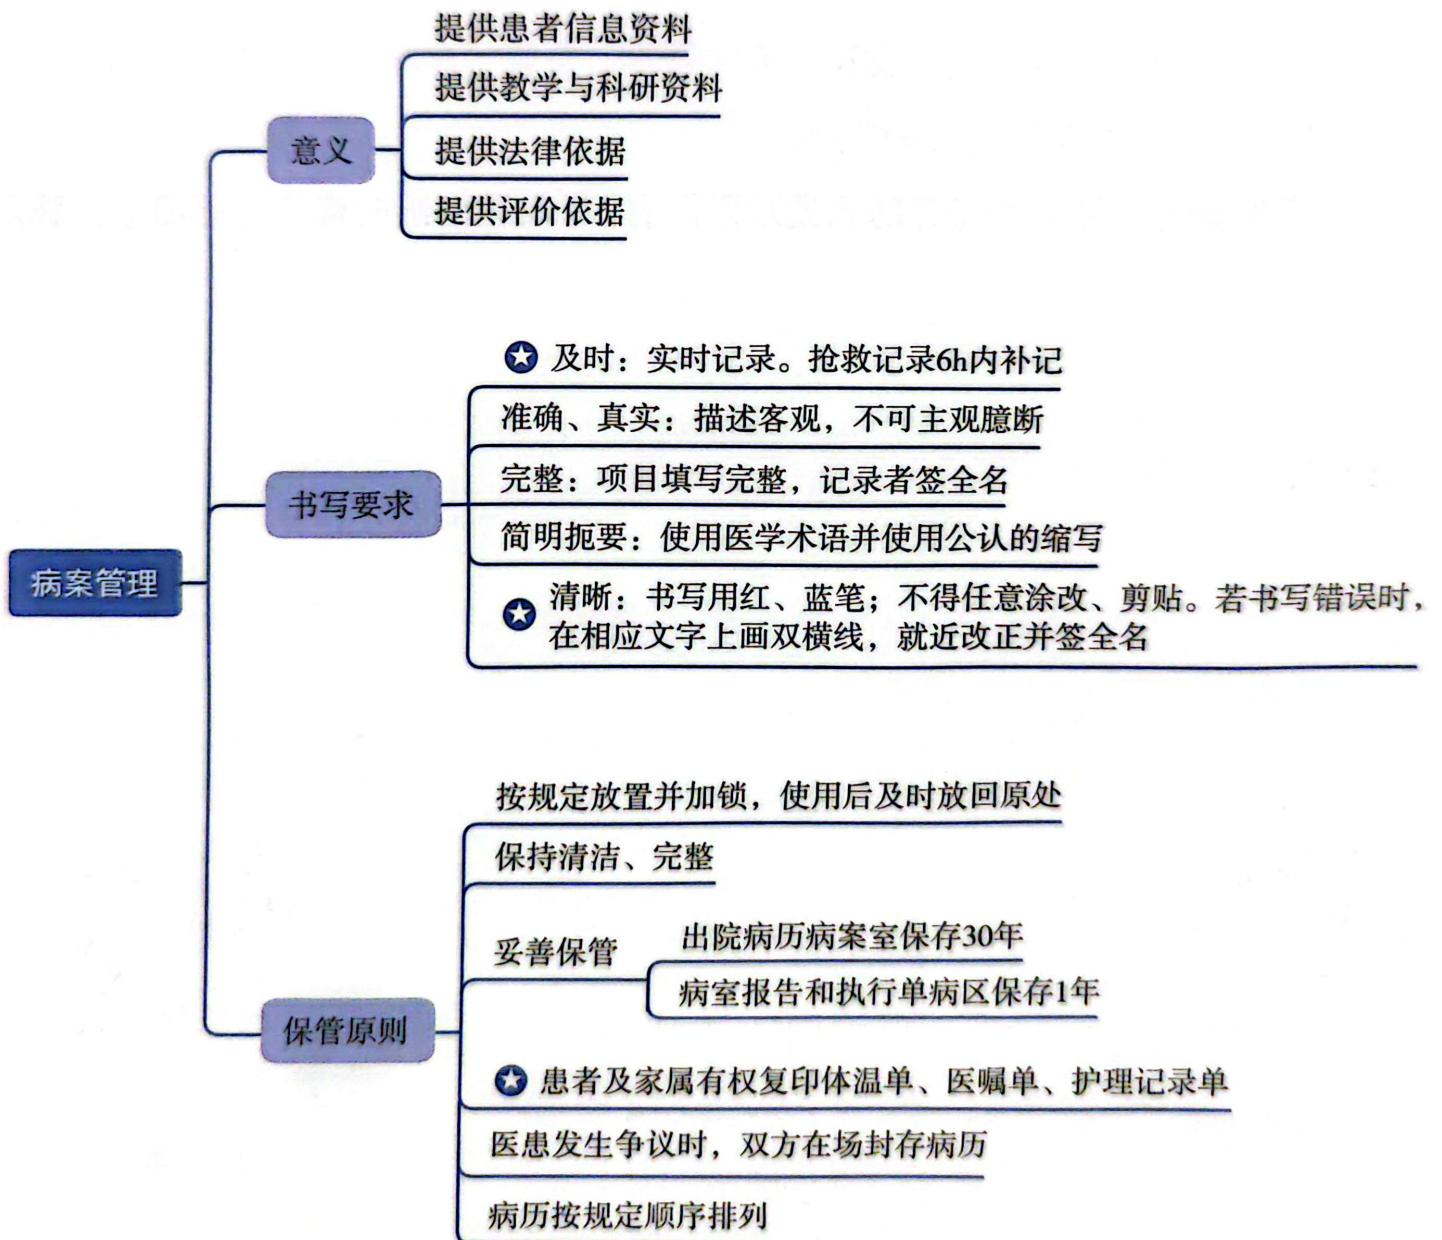 提供患者信息资料
提供教学与科研资料
意义
提供法律依据
提供评价依据
及时：实时记录。抢救记录6h内补记
准确、真实：描述客观，不可主观臆断
完整：项目填写完整，记录者签全名
书写要求
简明扼要：使用医学术语并使用公认的缩写
病案管理
清晰：书写用红、蓝笔；不得任意涂改、剪贴。若书写错误时，
在相应文字上画双横线，就近改正并签全名
按规定放置并加锁，使用后及时放回原处
保持清洁、完整
妥善保管
出院病历病案室保存30年
病室报告和执行单病区保存1年
保管原则
患者及家属有权复印体温单、医嘱单、护理记录单
医患发生争议时，双方在场封存病历
病历按规定顺序排列